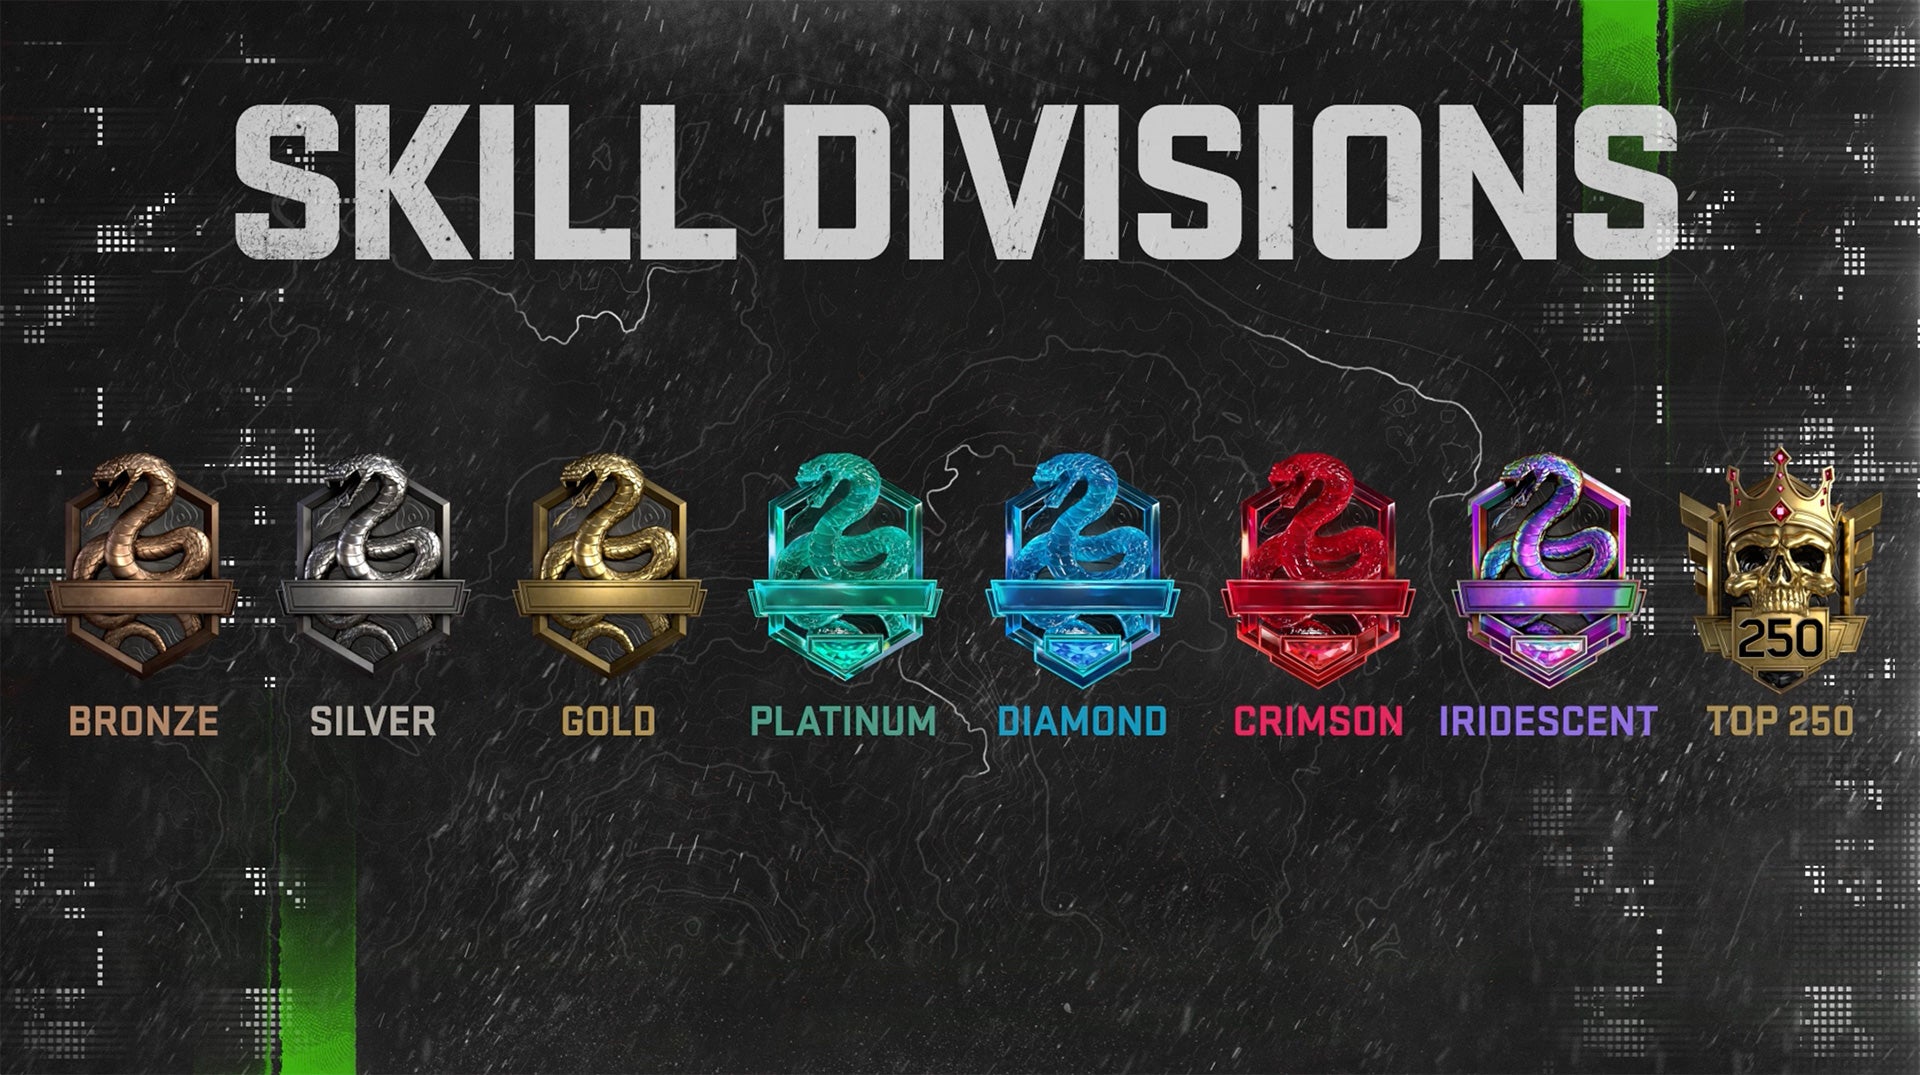 SKILL DIVISIONS
250
BRONZE
SILVER
GOLD
PLATINUM
DIAMOND
CRIMSON
IRIDESCENT
TOP 250